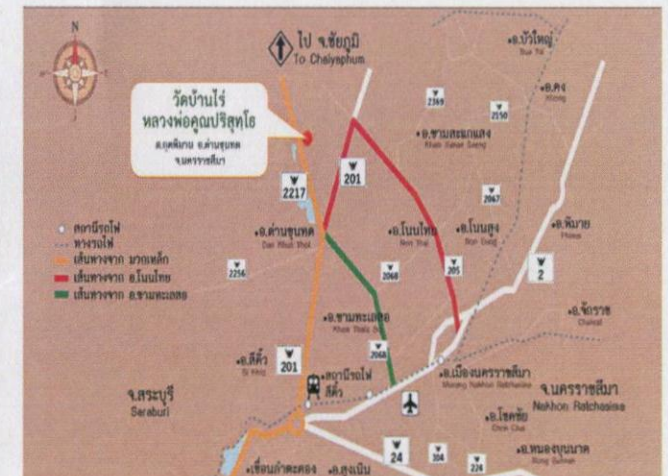 N
ไป จ.ชัยภูมิ
To Chaiyaphum
อ.บัวใหญ่
Bua Yai
อ.คง
Khong
วัดบ้านไร่
หลวงพ่อคูณปริสุทฺโธ
ต.กุดพิมาน อ.ด่านขุนทด
จ.นครราชสีมา
2369
2150
อ.ขามสะแกแสง
Kham Sakae Saeng
201
2217
2067
สถานีรถไฟ
ทางรถไฟ
เส้นทางจาก มวกเหล็ก
เส้นทางจาก อ.โนนไทย
เส้นทางจาก อ.ขามทะเลสอ
อ.ด่านขุนทด
Dan Khun Thot
อ.โนนไทย
Non Thai
อ.โนนสูง
Non Sung
อ.พิมาย
Phimai
2256
2068
205
2
อ.ขามทะเลสอ
Kham Thale So
อ.จักราช
Chakrat
2068
อ.สีคิ้ว
Si Khio
201
สถานีรถไฟ
สีคิ้ว
อ.เมืองนครราชสีมา
Mueang Nakhon Ratchasima
จ.สระบุรี
Saraburi
จ.นครราชสีมา
Nakhon Ratchasima
อ.โชคชัย
Chok Chai
24
304
224
อ.หนองบุนนาค
Nong Bunnak
เขื่อนลำตะคอง
อ.สูงเนิน